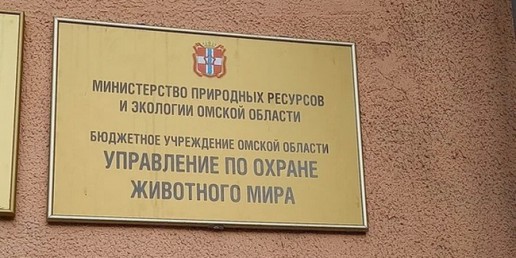 МИНИСТЕРСТВО ПРИРОДНЫХ РЕСУРСОВ
И ЭКОЛОГИИ ОМСКОЙ ОБЛАСТИ
БЮДЖЕТНОЕ УЧРЕЖДЕНИЕ ОМСКОЙ ОБЛАСТИ
УПРАВЛЕНИЕ ПО ОХРАНЕ
ЖИВОТНОГО МИРА